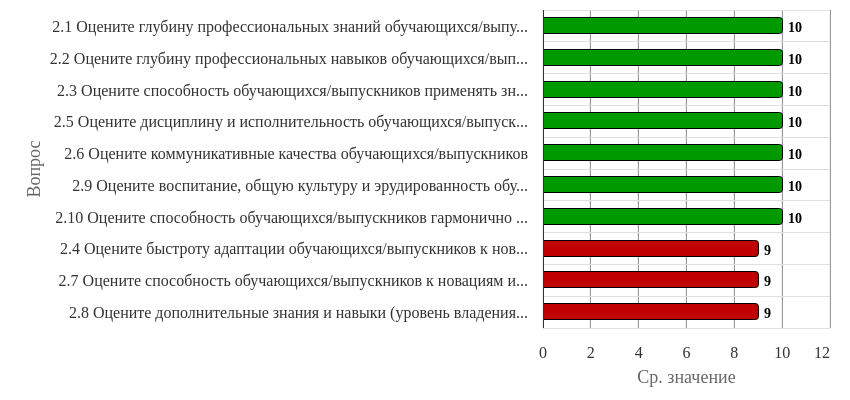 2.1 Оцените глубину профессиональных знаний обучающихся/выпу... 10
2.2 Оцените глубину профессиональных навыков обучающихся/вып... 10
2.3 Оцените способность обучающихся/выпускников применять зн... 10
2.5 Оцените дисциплину и исполнительность обучающихся/выпуск... 10
2.6 Оцените коммуникативные качества обучающихся/выпускников 10
2.9 Оцените воспитание, общую культуру и эрудированность обу... 10
2.10 Оцените способность обучающихся/выпускников гармонично ... 10
2.4 Оцените быстроту адаптации обучающихся/выпускников к нов... 9
2.7 Оцените способность обучающихся/выпускников к новациям и... 9
2.8 Оцените дополнительные знания и навыки (уровень владения... 9
Вопрос
0 2 4 6 8 10 12
Ср. значение